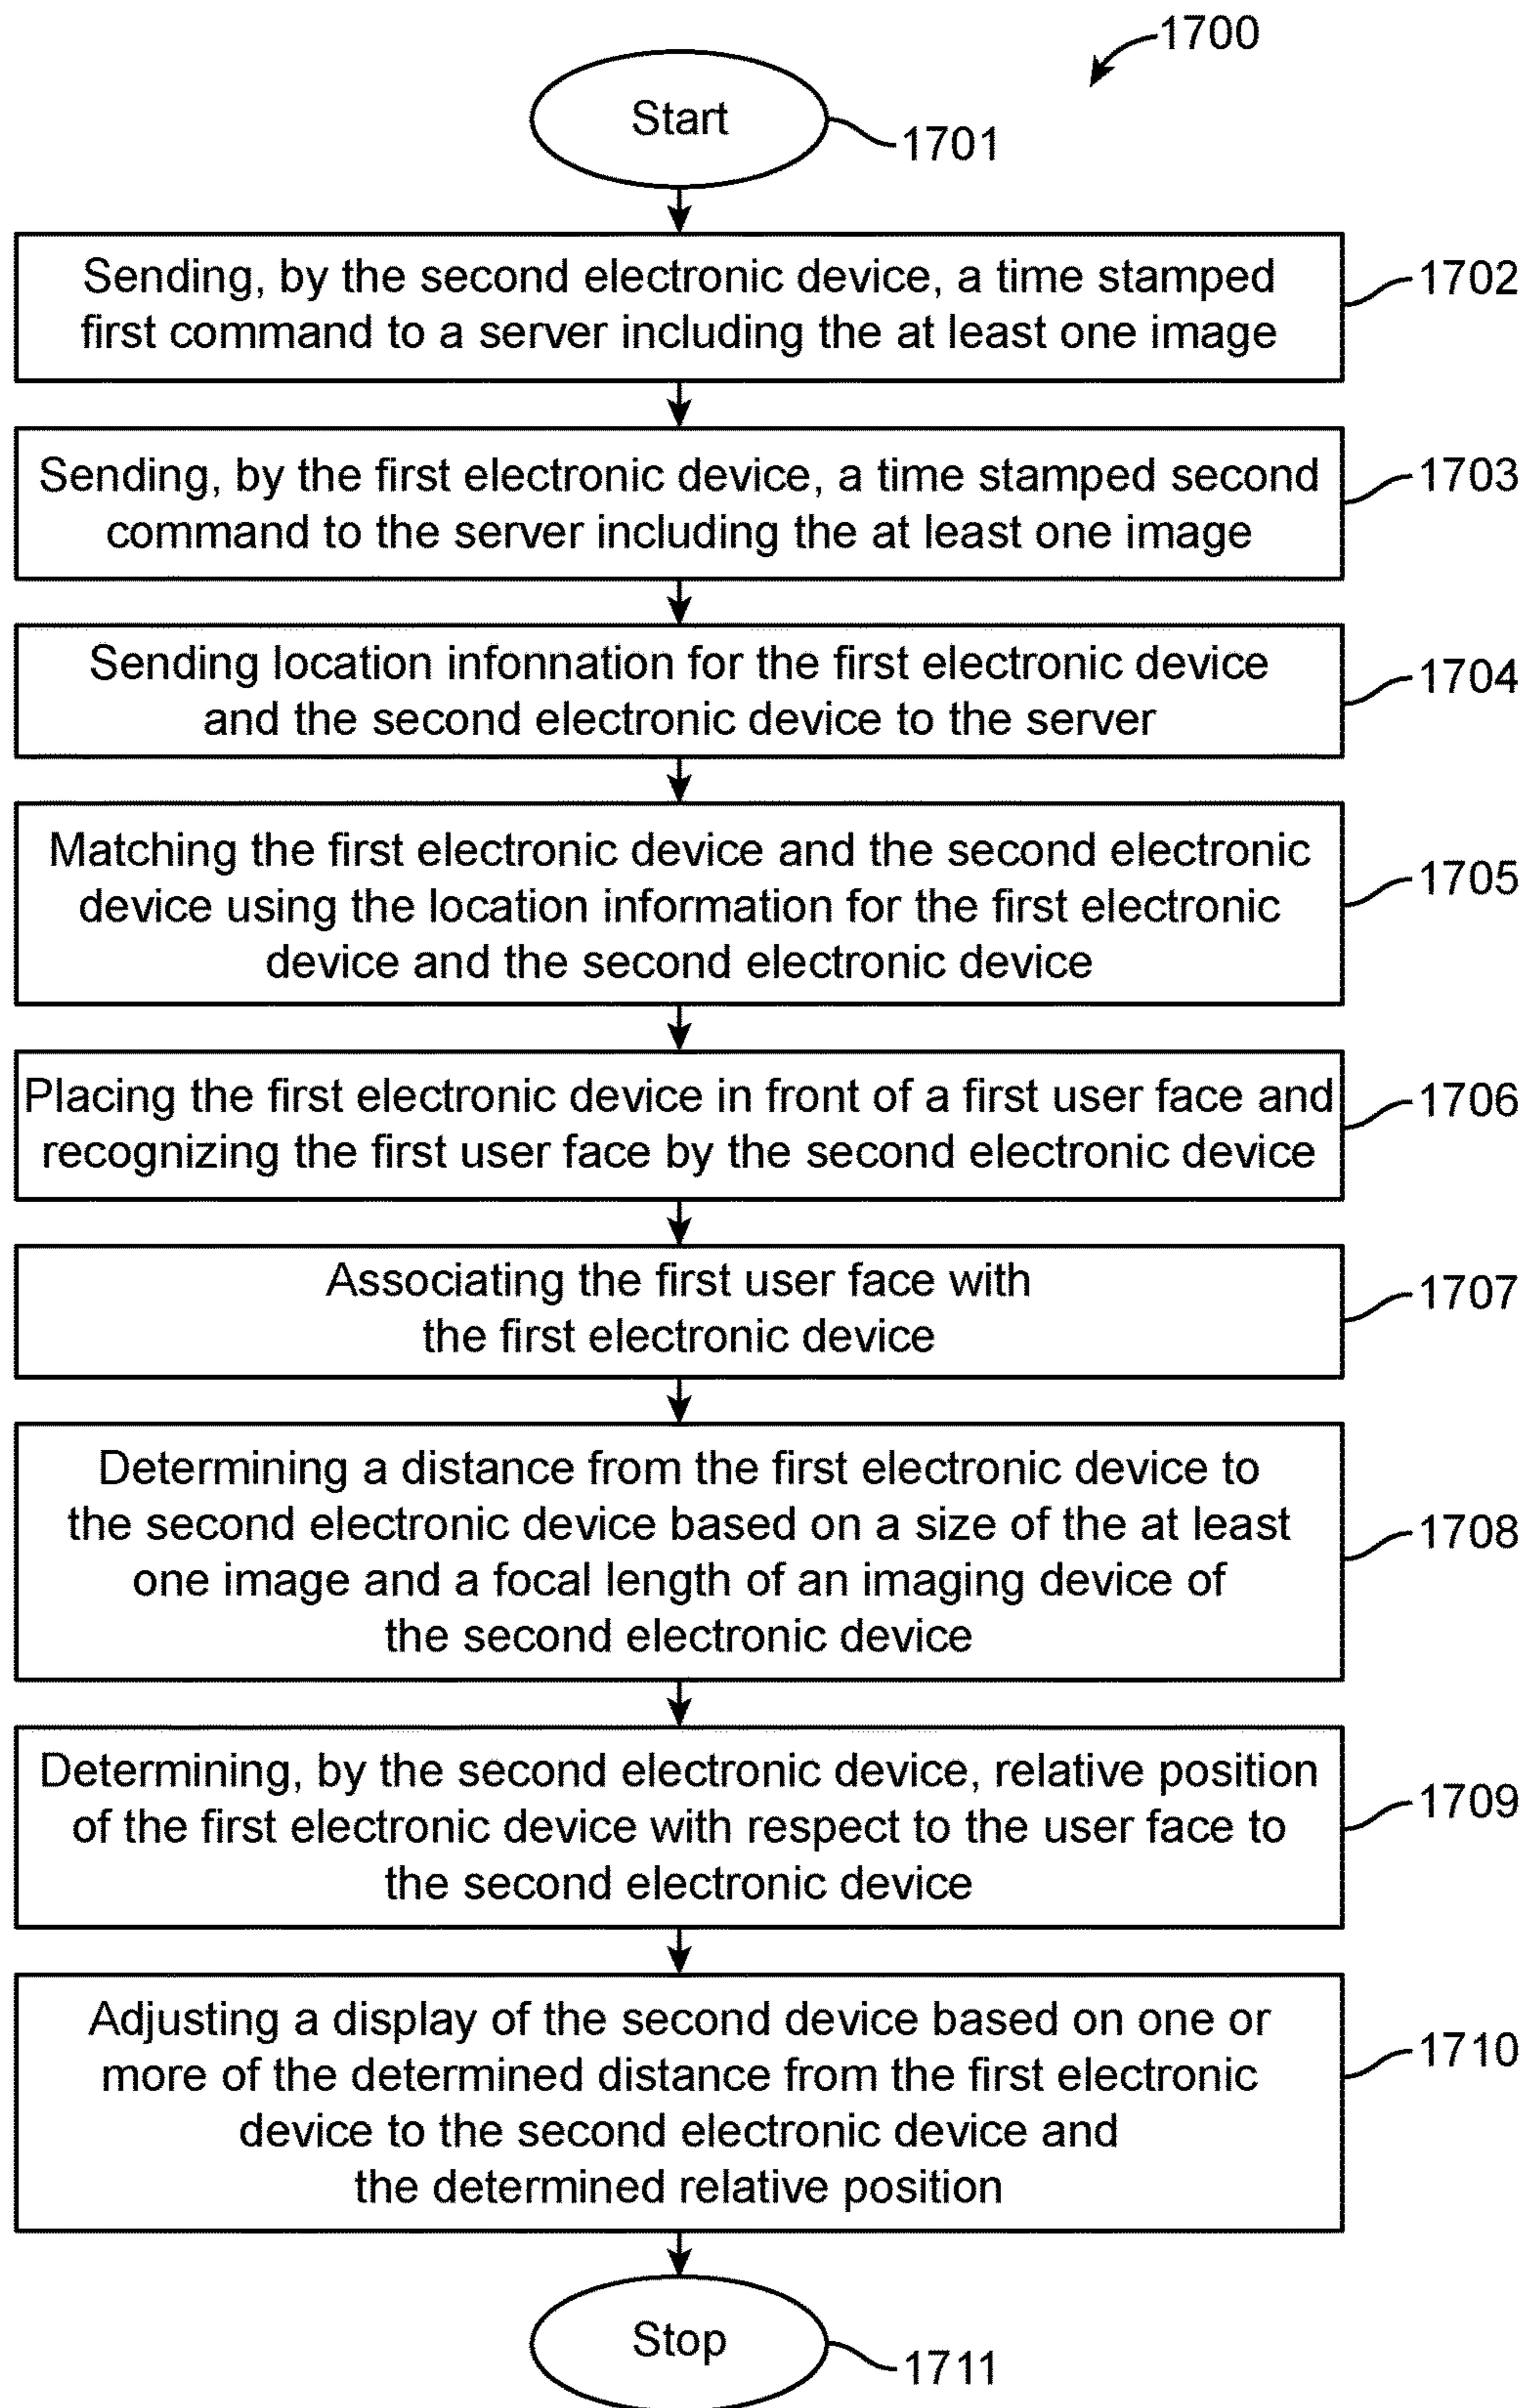 1700
Start
1701
Sending, by the second electronic device, a time stamped
first command to a server including the at least one image
1702
Sending, by the first electronic device, a time stamped second
command to the server including the at least one image
1703
Sending location infonnation for the first electronic device
and the second electronic device to the server
1704
Matching the first electronic device and the second electronic
device using the location information for the first electronic
device and the second electronic device
1705
Placing the first electronic device in front of a first user face and
recognizing the first user face by the second electronic device
1706
Associating the first user face with
the first electronic device
1707
Determining a distance from the first electronic device to
the second electronic device based on a size of the at least
one image and a focal length of an imaging device of
the second electronic device
1708
Determining, by the second electronic device, relative position
of the first electronic device with respect to the user face to
the second electronic device
1709
Adjusting a display of the second device based on one or
more of the determined distance from the first electronic
device to the second electronic device and
the determined relative position
1710
Stop
1711